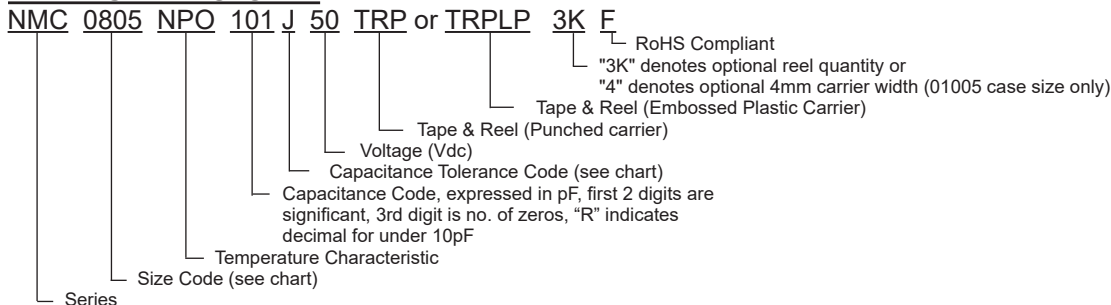 NMC 0805 NPO 101 J 50 TRP or TRPLP 3K F
RoHS Compliant
"3K" denotes optional reel quantity or
"4" denotes optional 4mm carrier width (01005 case size only)
Tape & Reel (Embossed Plastic Carrier)
Tape & Reel (Punched carrier)
Voltage (Vdc)
Capacitance Tolerance Code (see chart)
Capacitance Code, expressed in pF, first 2 digits are
significant, 3rd digit is no. of zeros, “R” indicates
decimal for under 10pF
Temperature Characteristic
Size Code (see chart)
Series